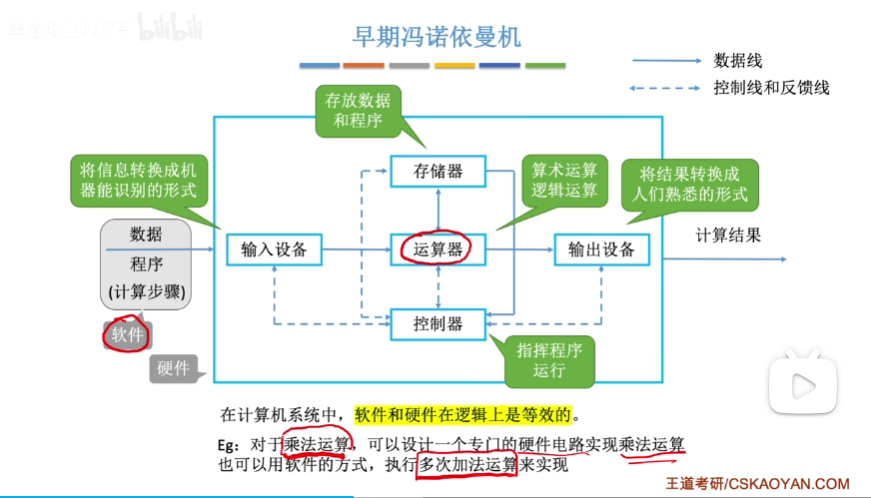 bilibili
早期冯诺依曼机
数据线
控制线和反馈线
存放数据
和程序
将信息转换成机
器能识别的形式
存储器
算术运算
逻辑运算
将结果转换成
人们熟悉的形式
数据
程序
(计算步骤)
输入设备
运算器
输出设备
计算结果
软件
硬件
控制器
指挥程序
运行
在计算机系统中，软件和硬件在逻辑上是等效的。
Eg：对于乘法运算，可以设计一个专门的硬件电路实现乘法运算
也可以用软件的方式，执行多次加法运算来实现
王道考研/CSKAOYAN.COM